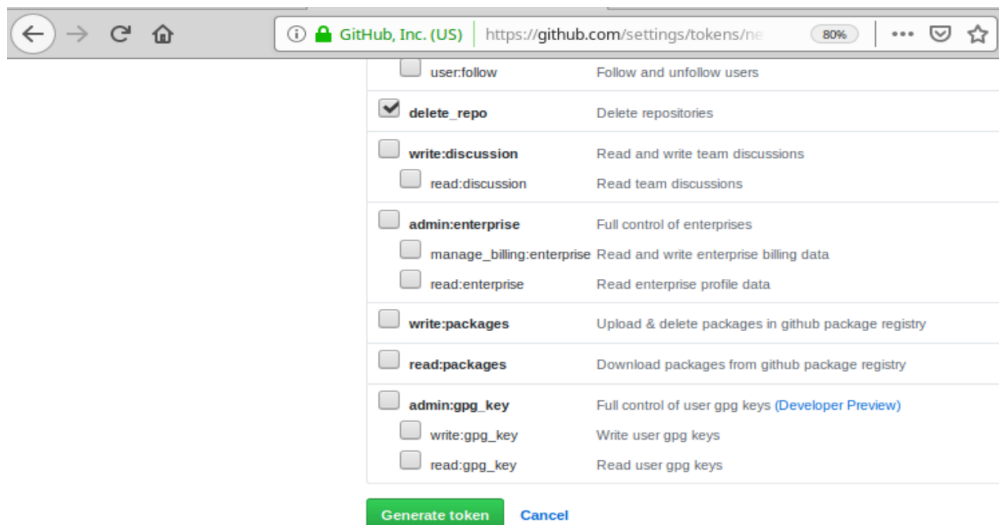 GitHub, Inc. (US) https://github.com/settings/tokens/ne 80%
user:follow Follow and unfollow users
delete_repo Delete repositories
write:discussion Read and write team discussions
read:discussion Read team discussions
admin:enterprise Full control of enterprises
manage_billing:enterprise Read and write enterprise billing data
read:enterprise Read enterprise profile data
write:packages Upload & delete packages in github package registry
read:packages Download packages from github package registry
admin:gpg_key Full control of user gpg keys (Developer Preview)
write:gpg_key Write user gpg keys
read:gpg_key Read user gpg keys
Generate token Cancel